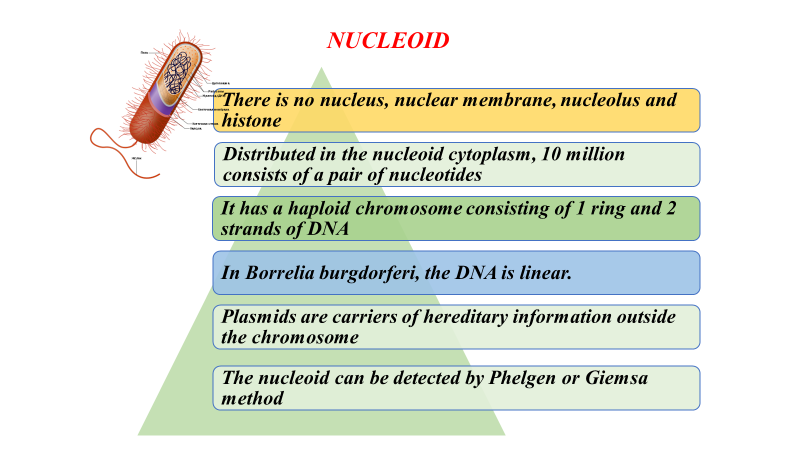 NUCLEOID
There is no nucleus, nuclear membrane, nucleolus and
histone
Distributed in the nucleoid cytoplasm, 10 million
consists of a pair of nucleotides
It has a haploid chromosome consisting of 1 ring and 2
strands of DNA
In Borrelia burgdorferi, the DNA is linear.
Plasmids are carriers of hereditary information outside
the chromosome
The nucleoid can be detected by Phelgen or Giemsa
method